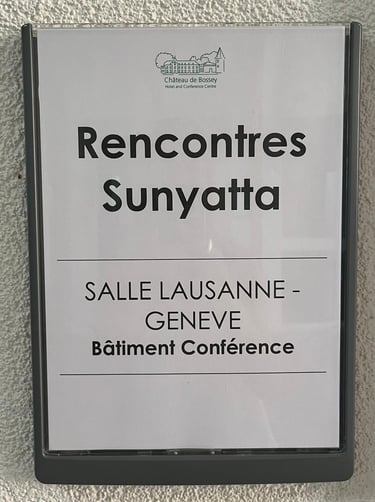 Château de Bossey
Hotel and Conference Centre
Rencontres
Sunyatta
SALLE LAUSANNE -
GENEVE
Bâtiment Conférence